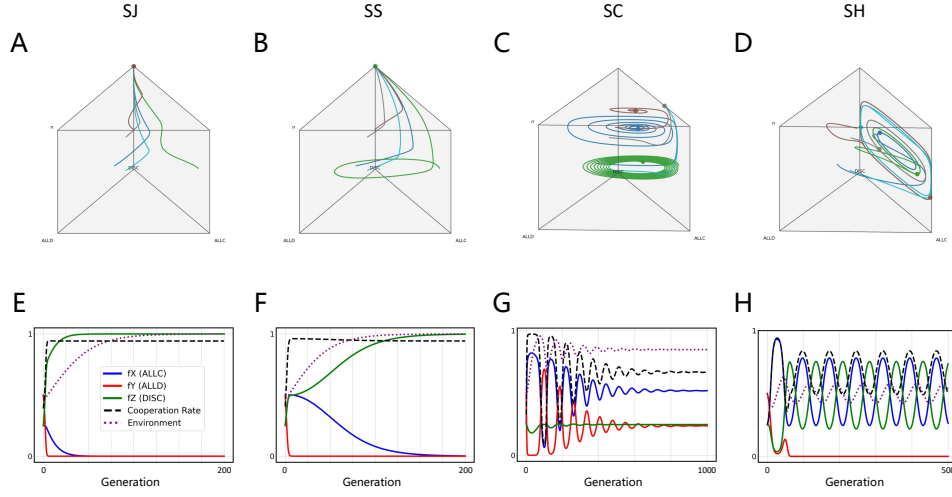 SJ SS SC SH
A B C D
n n n n
DISC DISC DISC DISC
ALLD ALLC ALLD ALLC ALLD ALLC ALLD ALLC
E F G H
1 1 1 1
fX (ALLC)
fY (ALLD)
fZ (DISC)
Cooperation Rate
Environment
0 0 0 0
0 200 0 200 0 1000 0 500
Generation Generation Generation Generation